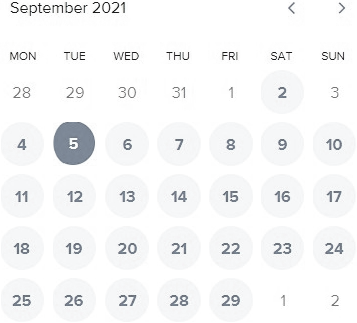 September 2021
MON TUE WED THU FRI SAT SUN
28 29 30 31 1 2 3
4 5 6 7 8 9 10
11 12 13 14 15 16 17
18 19 20 21 22 23 24
25 26 27 28 29 1 2